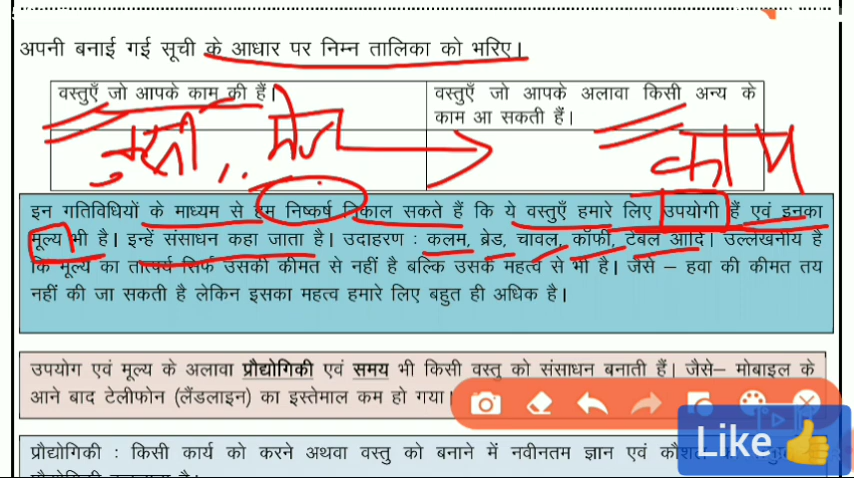 अपनी बनाई गई सूची के आधार पर निम्न तालिका को भरिए।
वस्तुएँ जो आपके काम की हैं।
वस्तुएँ जो आपके अलावा किसी अन्य के
काम आ सकती हैं।
कुर्सी, मेज
काम
इन गतिविधियों के माध्यम से हम निष्कर्ष निकाल सकते हैं कि ये वस्तुएँ हमारे लिए उपयोगी हैं एवं इनका
मूल्य भी है। इन्हें संसाधन कहा जाता है। उदाहरण : कलम, ब्रेड, चावल, कॉफी, टेबल आदि। उल्लेखनीय है
कि मूल्य का तात्पर्य सिर्फ उसकी कीमत से नहीं है बल्कि उसके महत्व से भी है। जैसे – हवा की कीमत तय
नहीं की जा सकती है लेकिन इसका महत्व हमारे लिए बहुत ही अधिक है।
उपयोग एवं मूल्य के अलावा प्रौद्योगिकी एवं समय भी किसी वस्तु को संसाधन बनाती हैं। जैसे– मोबाइल के
आने बाद टेलीफोन (लैंडलाइन) का इस्तेमाल कम हो गया।
प्रौद्योगिकी : किसी कार्य को करने अथवा वस्तु को बनाने में नवीनतम ज्ञान एवं
Like